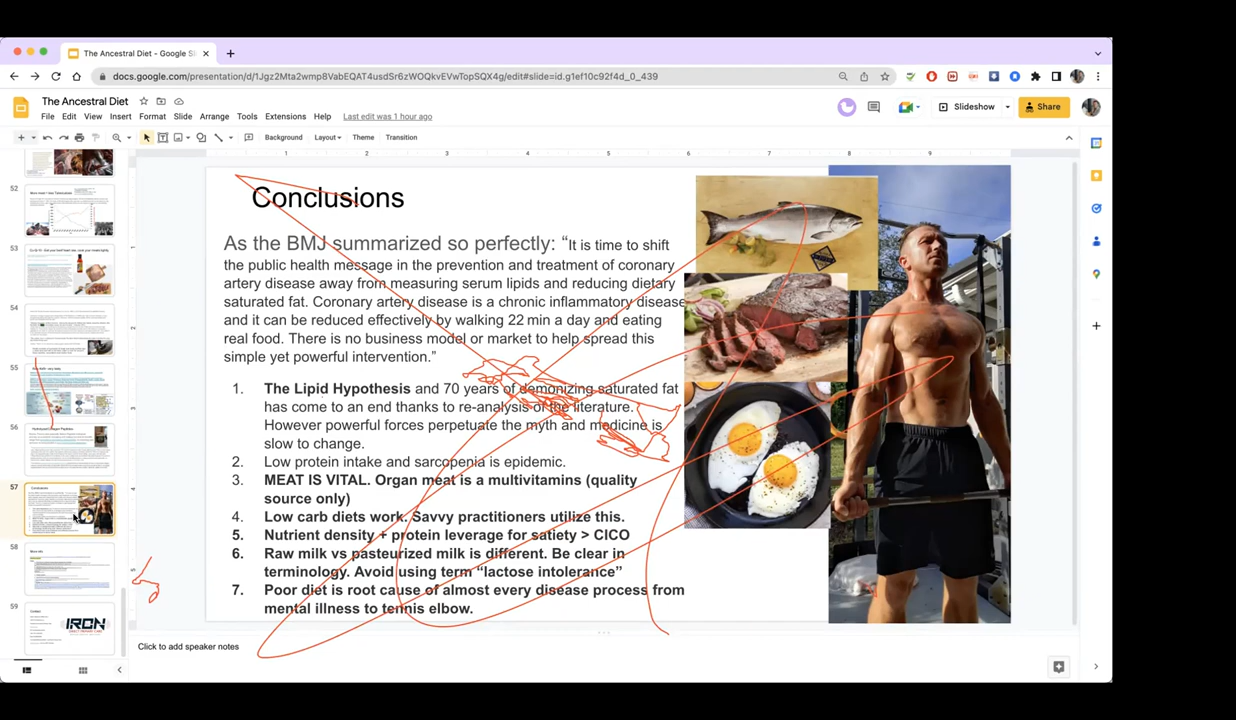 The Ancestral Diet - Google Sl
docs.google.com/presentation/d/1Jgz2Mta2wmp8VabEQAT4usdSr6zWOQkvEVwTopSQX4g/edit#slide=id.g1ef10c92f4d_0_439
The Ancestral Diet
File Edit View Insert Format Slide Arrange Tools Extensions Help Last edit was 1 hour ago
Slideshow
Share
Background Layout Theme Transition
1 2 3 4 5 6 7 8 9
52
53
54
55
56
57
Conclusions
58
59
IRON
Conclusions
As the BMJ summarized so perfectly: “It is time to shift
the public health message in the prevention and treatment of coronary
artery disease away from measuring serum lipids and reducing dietary
saturated fat. Coronary artery disease is a chronic inflammatory disease
and it can be reduced effectively by walking 22 min a day and eating
real food. There is no business model or market to help spread this
simple yet powerful intervention.”
1. The Lipid Hypothesis and 70 years of demonizing saturated fat
has come to an end thanks to re-analysis of the literature.
However powerful forces perpetuate the myth and medicine is
slow to change.
2. Low protein intake and sarcopenia is epidemic.
3. MEAT IS VITAL. Organ meat is a multivitamins (quality
source only)
4. Low carb diets work. Savvy practitioners utilize this.
5. Nutrient density + protein leverage for satiety > CICO
6. Raw milk vs pasteurized milk is different. Be clear in
terminology. Avoid using term “lactose intolerance”
7. Poor diet is root cause of almost every disease process from
mental illness to tennis elbow.
Click to add speaker notes